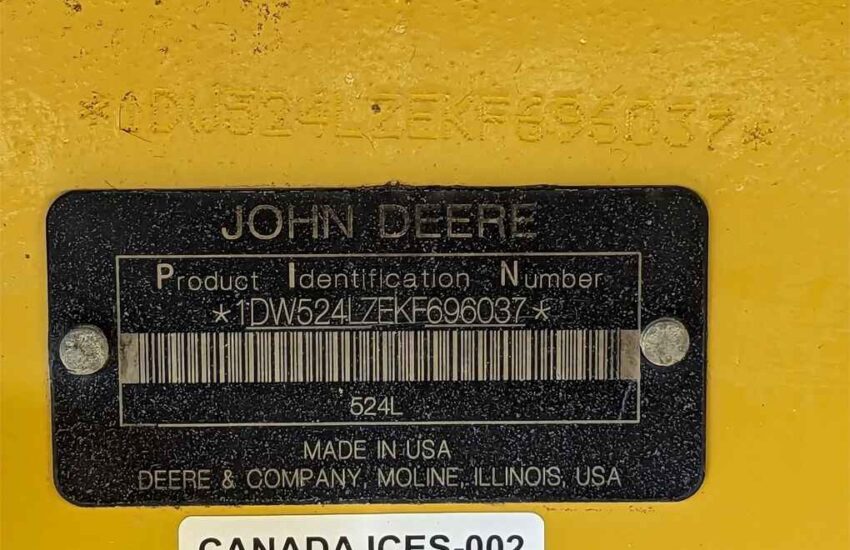 *1DW524LZEKF696037*
JOHN DEERE
Product Identification Number
*1DW524LZEKF696037*
524L
MADE IN USA
DEERE & COMPANY, MOLINE, ILLINOIS, USA
CANADA ICES-002